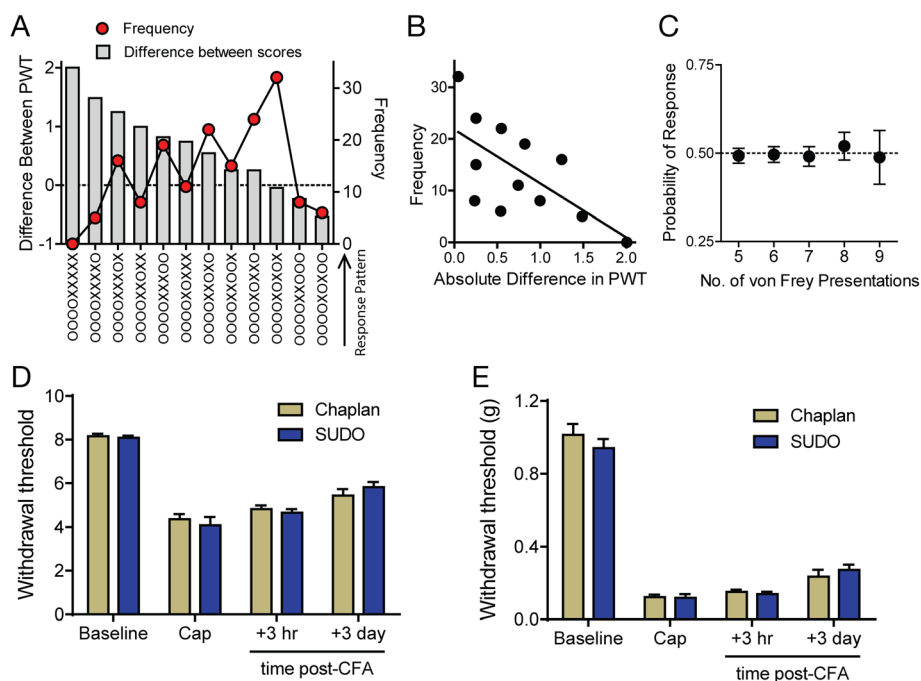 A
Frequency
Difference between scores
Difference Between PWT
2
1
0
-1
30
20
10
0
Frequency
OOOOXXXXX
OOOOXXXXO
OOOOXXXOX
OOOOXXOXX
OOOOXXXOO
OOOOXOXXX
OOOOXXOXO
OOOOXXOOX
OOOOXOXXO
OOOOXOXOX
OOOOXXOOO
OOOOXOXOO
Response Pattern
B
Frequency
30
20
10
0
0.0
0.5
1.0
1.5
2.0
Absolute Difference in PWT
C
Probability of Response
0.75
0.50
0.25
5
6
7
8
9
No. of von Frey Presentations
D
Withdrawal threshold
10
8
6
4
2
0
Chaplan
SUDO
Baseline
Cap
+3 hr
+3 day
time post-CFA
E
Withdrawal threshold (g)
1.2
0.8
0.4
0.0
Chaplan
SUDO
Baseline
Cap
+3 hr
+3 day
time post-CFA